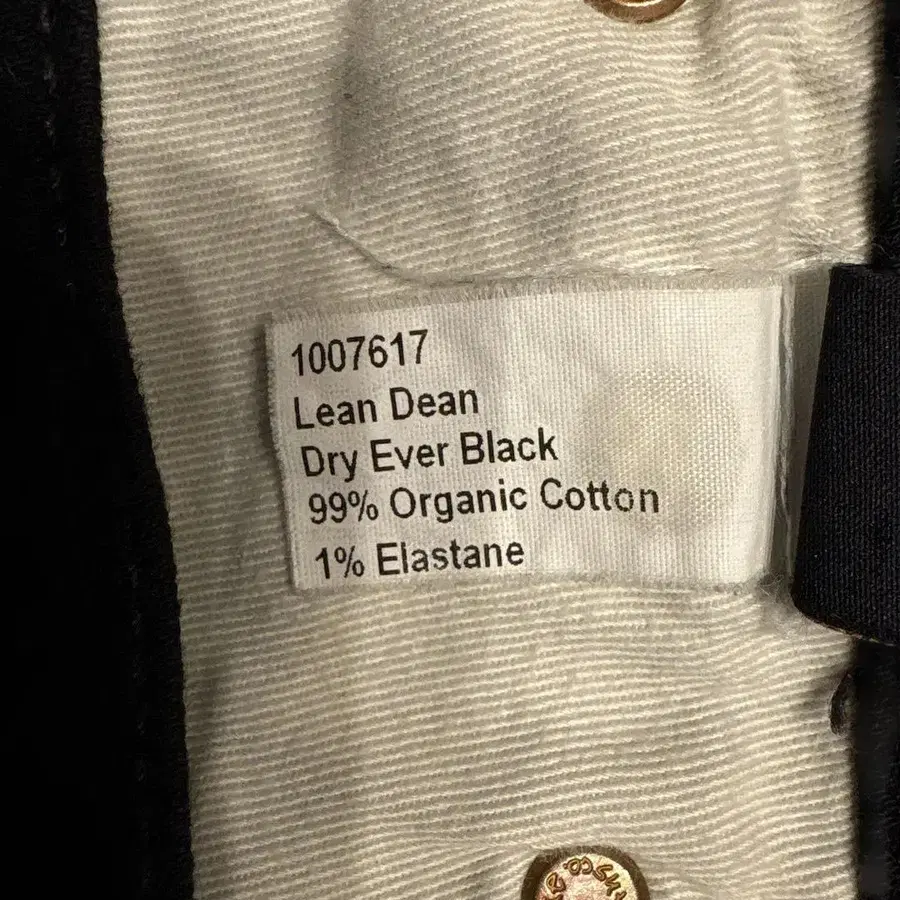 1007617
Lean Dean
Dry Ever Black
99% Organic Cotton
1% Elastane